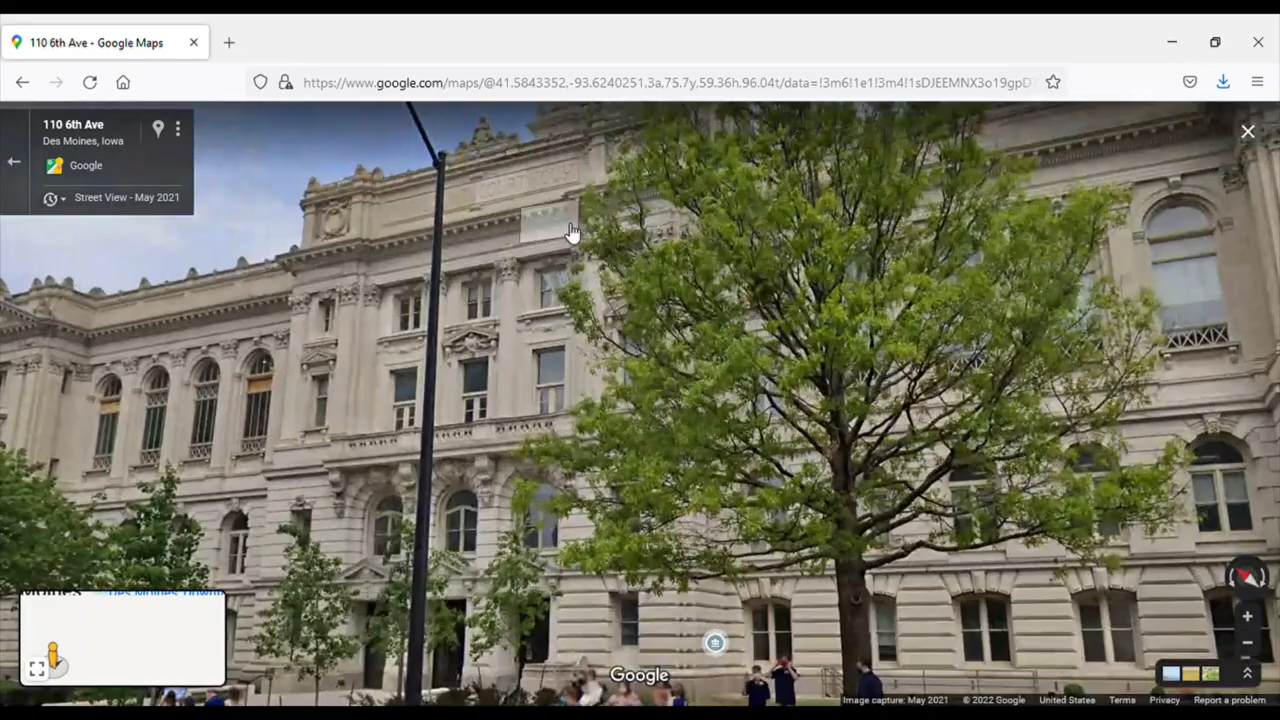 110 6th Ave - Google Maps
https://www.google.com/maps/@41.5843352,-93.6240251,3a,75.7y,59.36h,96.04t/data=!3m6!1e1!3m4!1sDJEEMNX3o19gpD
110 6th Ave
Des Moines, Iowa
Google
Street View - May 2021
Google
Image capture: May 2021 © 2022 Google United States Terms Privacy Report a problem